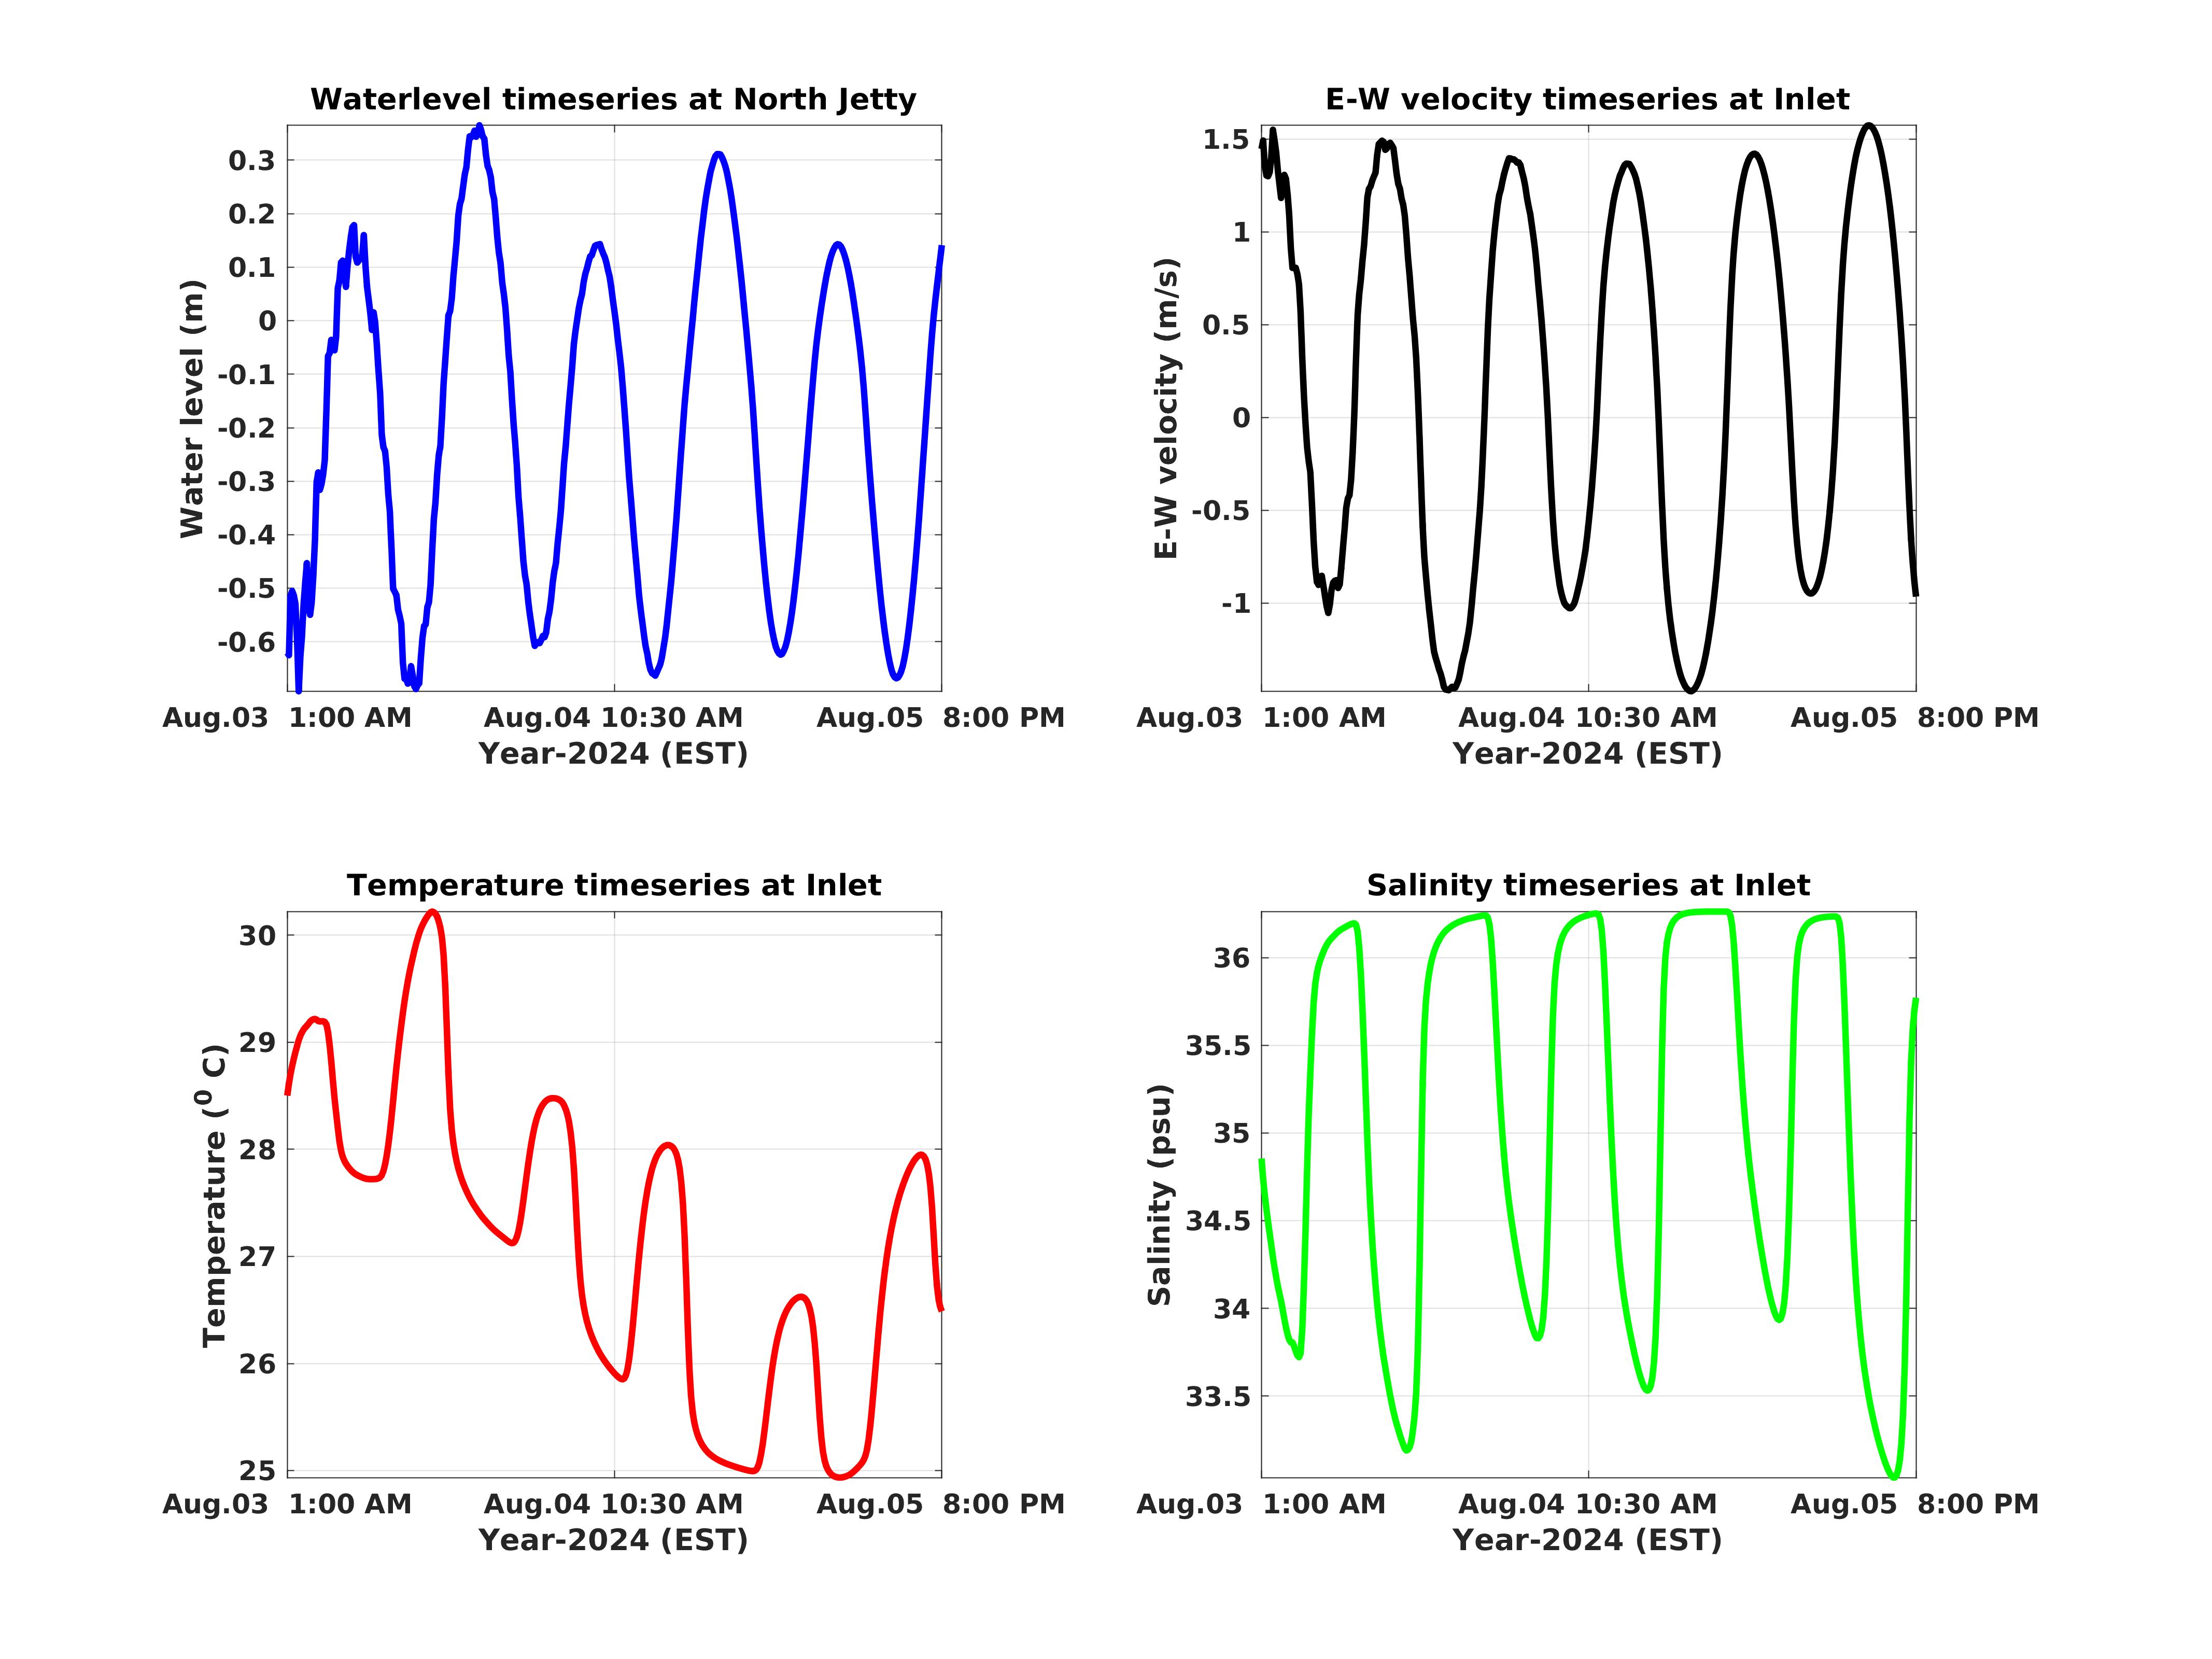 Waterlevel timeseries at North Jetty
0.3
0.2
0.1
0
-0.1
-0.2
-0.3
-0.4
-0.5
-0.6
Water level (m)
Aug.03 1:00 AM Aug.04 10:30 AM Aug.05 8:00 PM
Year-2024 (EST)
E-W velocity timeseries at Inlet
1.5
1
0.5
0
-0.5
-1
E-W velocity (m/s)
Aug.03 1:00 AM Aug.04 10:30 AM Aug.05 8:00 PM
Year-2024 (EST)
Temperature timeseries at Inlet
30
29
28
27
26
25
Temperature (⁰ C)
Aug.03 1:00 AM Aug.04 10:30 AM Aug.05 8:00 PM
Year-2024 (EST)
Salinity timeseries at Inlet
36
35.5
35
34.5
34
33.5
Salinity (psu)
Aug.03 1:00 AM Aug.04 10:30 AM Aug.05 8:00 PM
Year-2024 (EST)